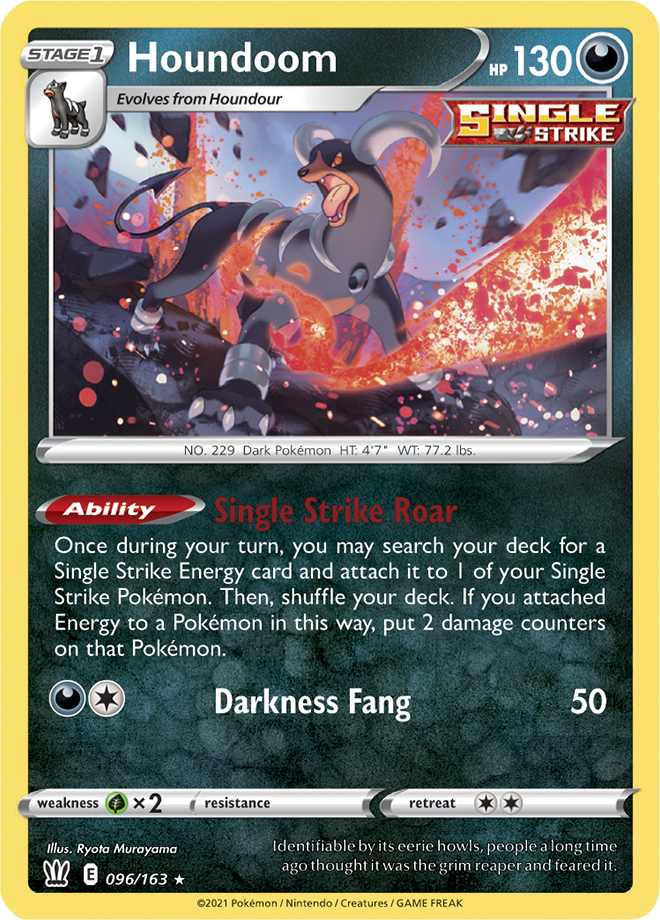 STAGE1
Houndoom
HP 130
Evolves from Houndour
SINGLE
STRIKE
NO. 229 Dark Pokémon HT: 4'7" WT: 77.2 lbs.
Ability Single Strike Roar
Once during your turn, you may search your deck for a
Single Strike Energy card and attach it to 1 of your Single
Strike Pokémon. Then, shuffle your deck. If you attached
Energy to a Pokémon in this way, put 2 damage counters
on that Pokémon.
Darkness Fang 50
weakness ×2 resistance retreat
Illus. Ryota Murayama
E 096/163 ★
Identifiable by its eerie howls, people a long time
ago thought it was the grim reaper and feared it.
©2021 Pokémon / Nintendo / Creatures / GAME FREAK